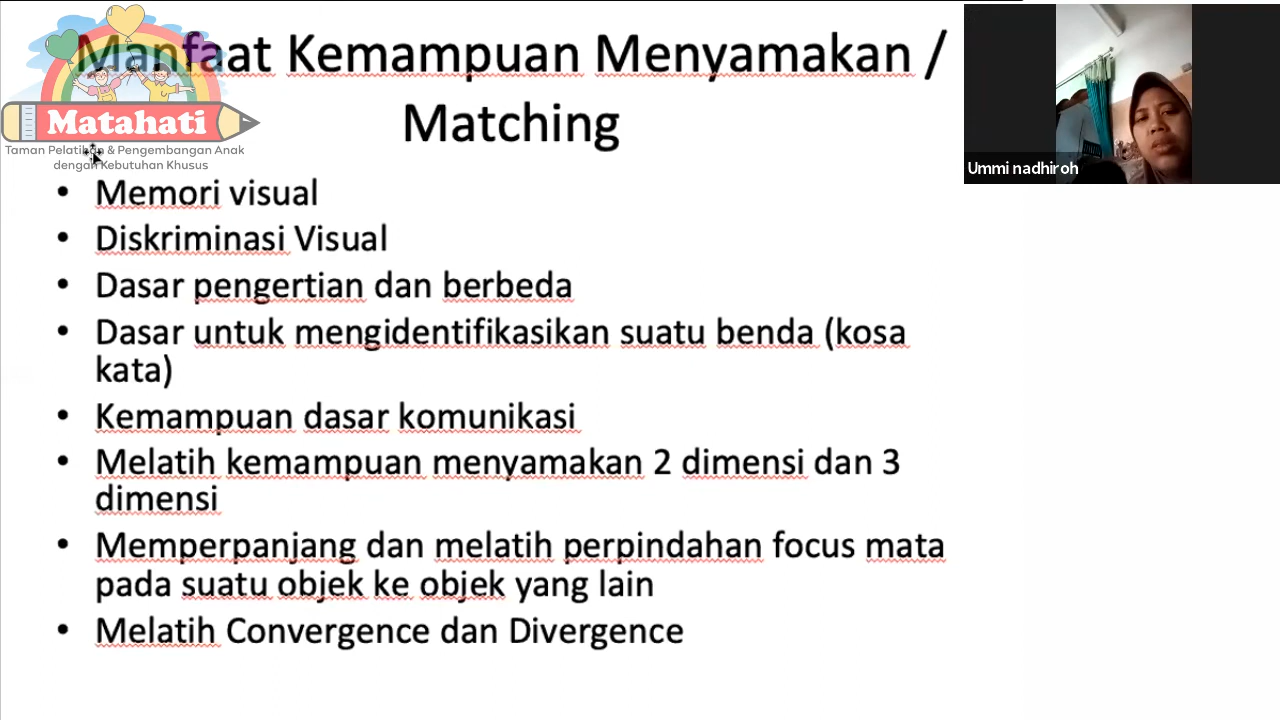 Manfaat Kemampuan Menyamakan /
Matching
Matahati
Taman Pelatihan & Pengembangan Anak
dengan Kebutuhan Khusus
Ummi nadhiroh
• Memori visual
• Diskriminasi Visual
• Dasar pengertian dan berbeda
• Dasar untuk mengidentifikasikan suatu benda (kosa
kata)
• Kemampuan dasar komunikasi
• Melatih kemampuan menyamakan 2 dimensi dan 3
dimensi
• Memperpanjang dan melatih perpindahan focus mata
pada suatu objek ke objek yang lain
• Melatih Convergence dan Divergence